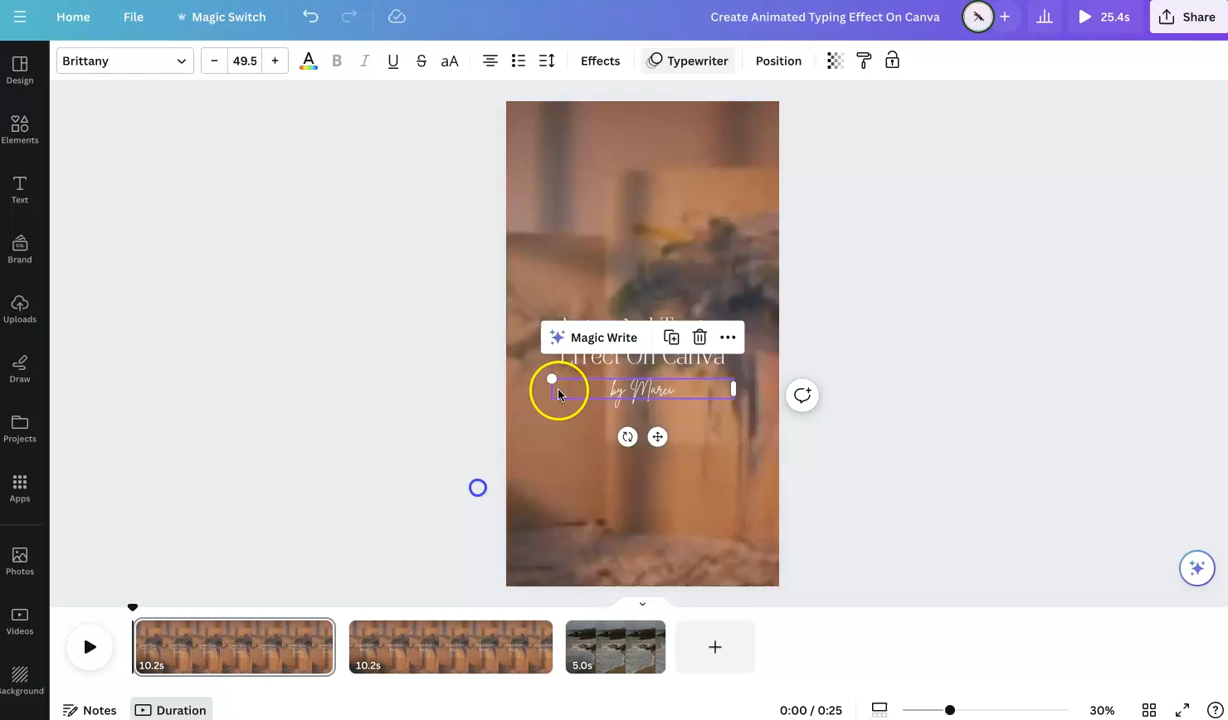 Home File Magic Switch Create Animated Typing Effect On Canva 25.4s Share
Brittany 49.5 A B I U S aA Effects Typewriter Position
Design
Elements
Text
Brand
Uploads
Draw
Projects
Apps
Photos
Videos
Background
Magic Write
Effect On Canva
by Marci
10.2s 10.2s 5.0s
Notes Duration 0:00 / 0:25 30%